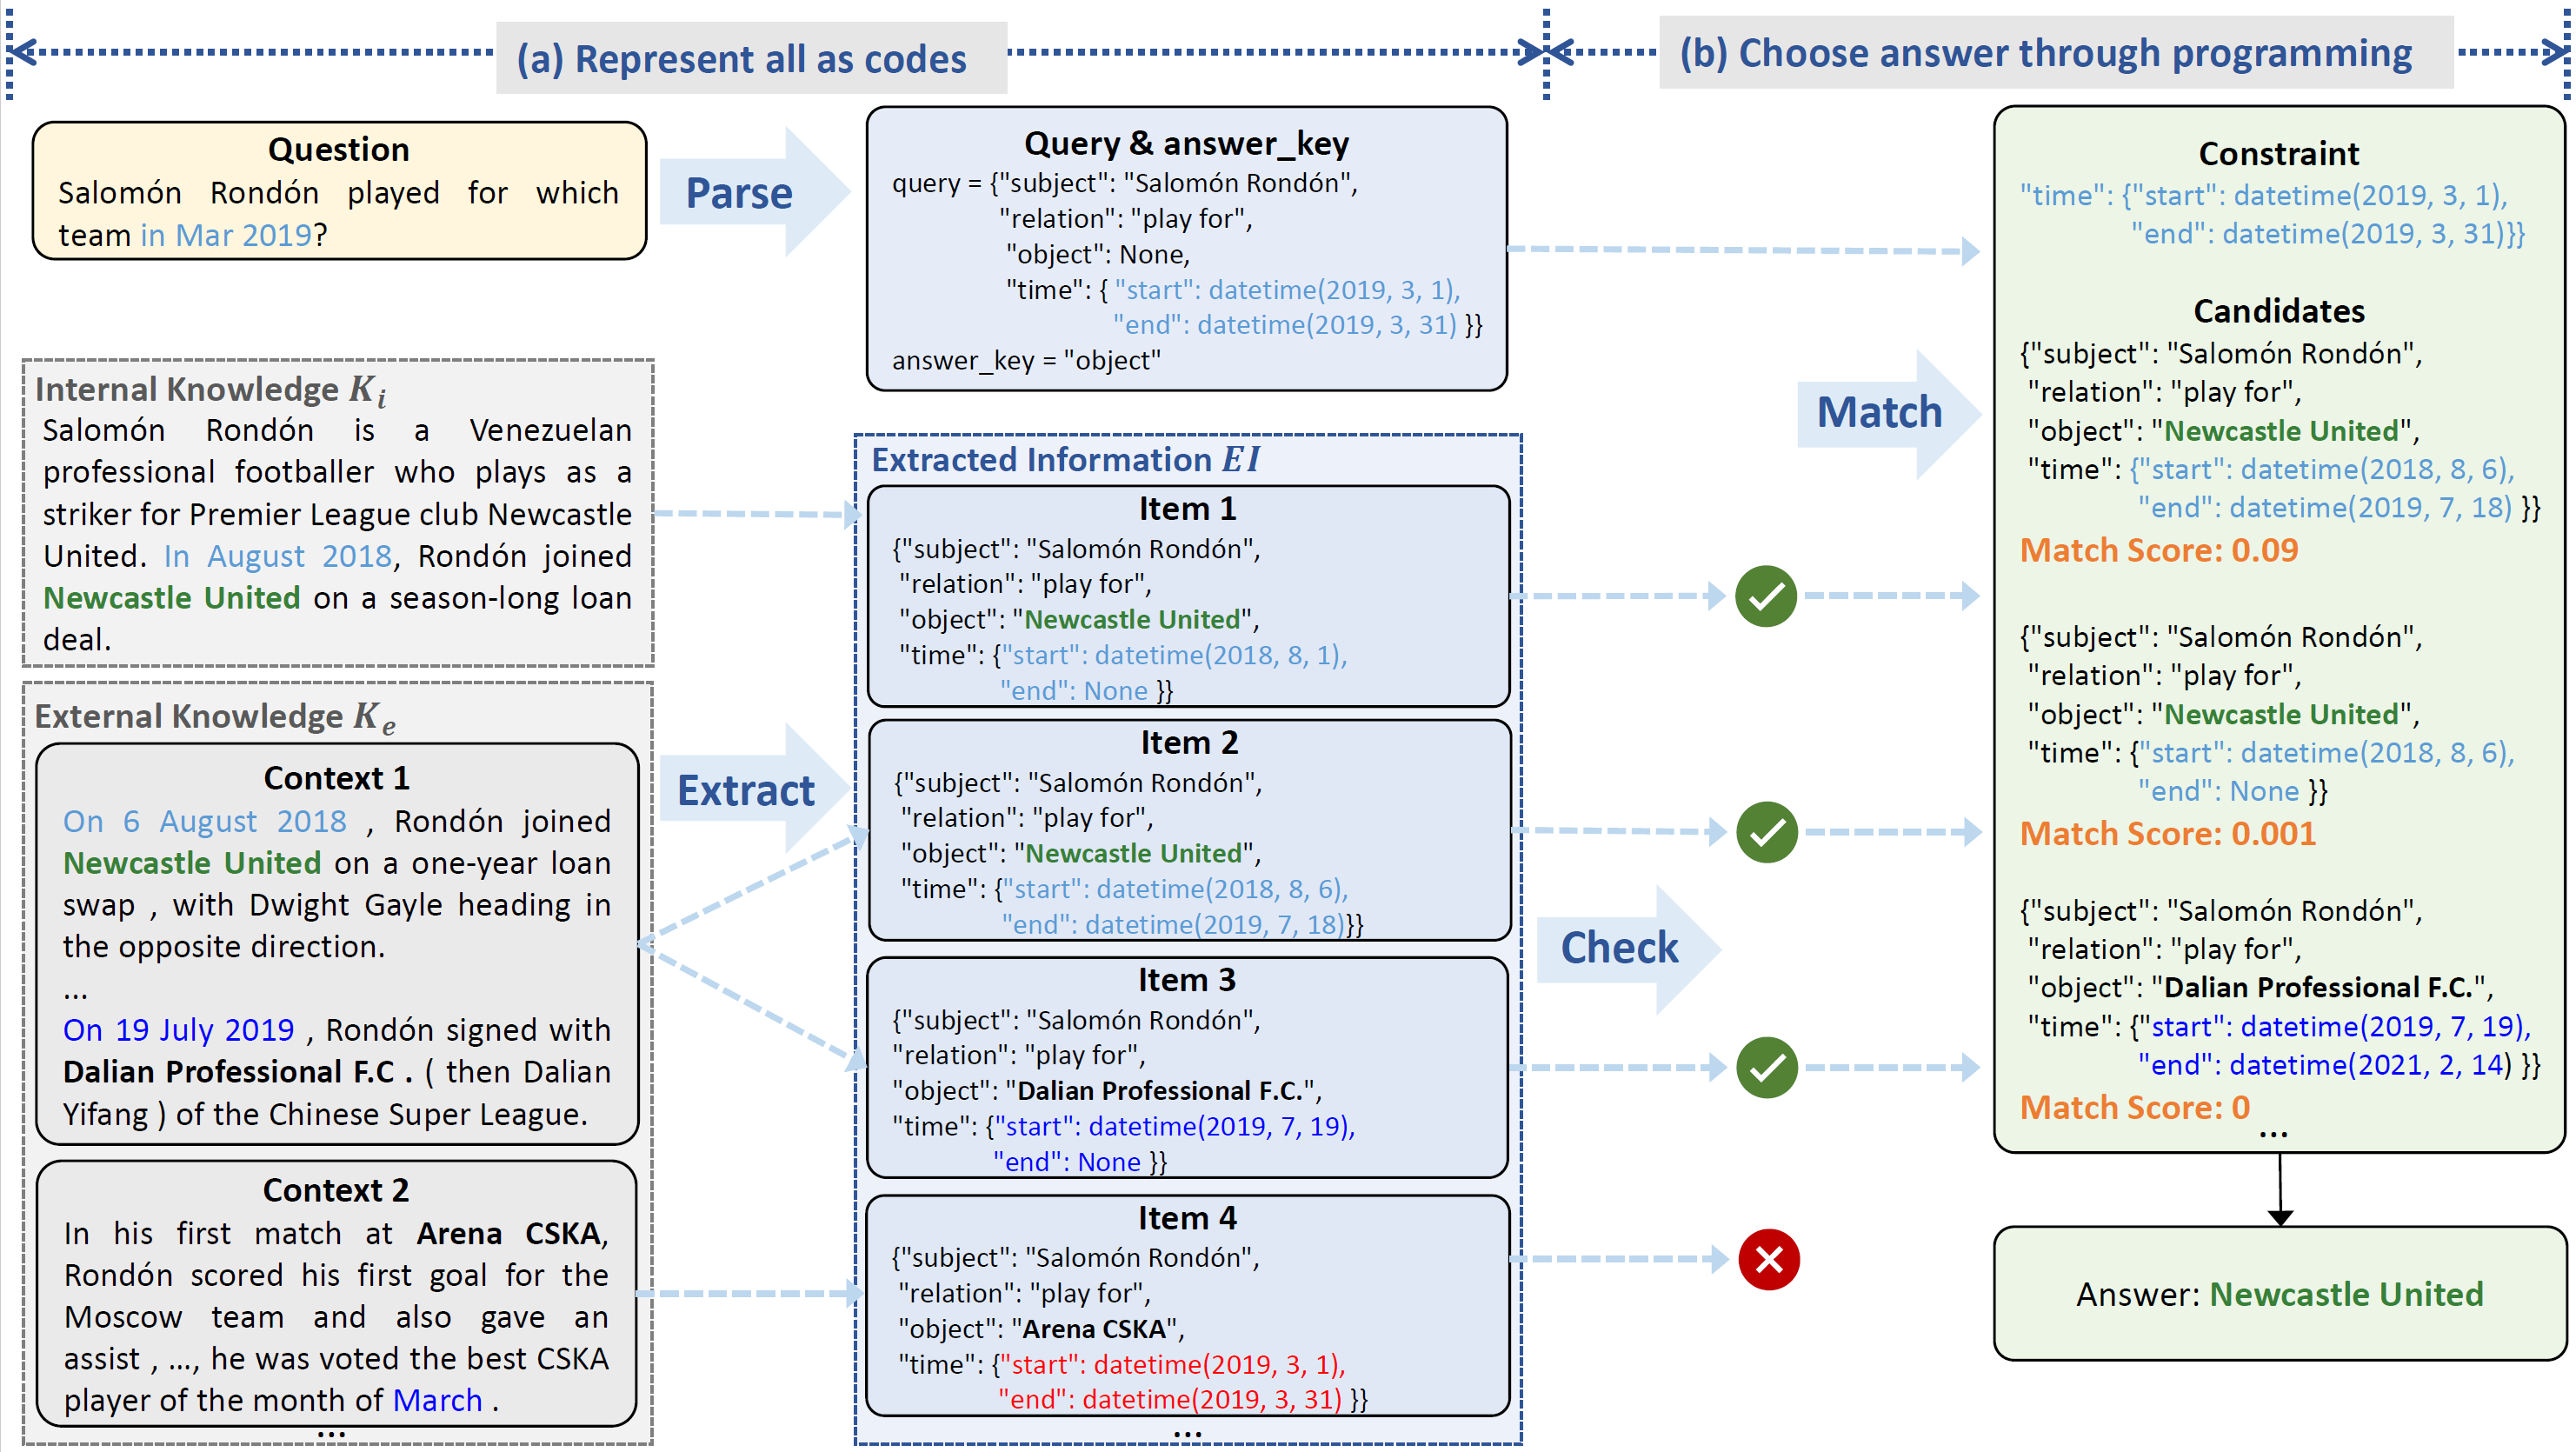 (a) Represent all as codes
(b) Choose answer through programming
Question
Salomón Rondón played for which
team in Mar 2019?
Parse
Query & answer_key
query = {"subject": "Salomón Rondón",
"relation": "play for",
"object": None,
"time": { "start": datetime(2019, 3, 1),
"end": datetime(2019, 3, 31) }}
answer_key = "object"
Internal Knowledge K_i
Salomón Rondón is a Venezuelan
professional footballer who plays as a
striker for Premier League club Newcastle
United. In August 2018, Rondón joined
Newcastle United on a season-long loan
deal.
External Knowledge K_e
Context 1
On 6 August 2018 , Rondón joined
Newcastle United on a one-year loan
swap , with Dwight Gayle heading in
the opposite direction.
...
On 19 July 2019 , Rondón signed with
Dalian Professional F.C . ( then Dalian
Yifang ) of the Chinese Super League.
Context 2
In his first match at Arena CSKA,
Rondón scored his first goal for the
Moscow team and also gave an
assist , ..., he was voted the best CSKA
player of the month of March .
...
Extract
Extracted Information EI
Item 1
{"subject": "Salomón Rondón",
"relation": "play for",
"object": "Newcastle United",
"time": {"start": datetime(2018, 8, 1),
"end": None }}
Item 2
{"subject": "Salomón Rondón",
"relation": "play for",
"object": "Newcastle United",
"time": {"start": datetime(2018, 8, 6),
"end": datetime(2019, 7, 18)}}
Item 3
{"subject": "Salomón Rondón",
"relation": "play for",
"object": "Dalian Professional F.C.",
"time": {"start": datetime(2019, 7, 19),
"end": None }}
Item 4
{"subject": "Salomón Rondón",
"relation": "play for",
"object": "Arena CSKA",
"time": {"start": datetime(2019, 3, 1),
"end": datetime(2019, 3, 31) }}
...
Check
Match
Constraint
"time": {"start": datetime(2019, 3, 1),
"end": datetime(2019, 3, 31)}}
Candidates
{"subject": "Salomón Rondón",
"relation": "play for",
"object": "Newcastle United",
"time": {"start": datetime(2018, 8, 6),
"end": datetime(2019, 7, 18) }}
Match Score: 0.09
{"subject": "Salomón Rondón",
"relation": "play for",
"object": "Newcastle United",
"time": {"start": datetime(2018, 8, 6),
"end": None }}
Match Score: 0.001
{"subject": "Salomón Rondón",
"relation": "play for",
"object": "Dalian Professional F.C.",
"time": {"start": datetime(2019, 7, 19),
"end": datetime(2021, 2, 14) }}
Match Score: 0
...
Answer: Newcastle United